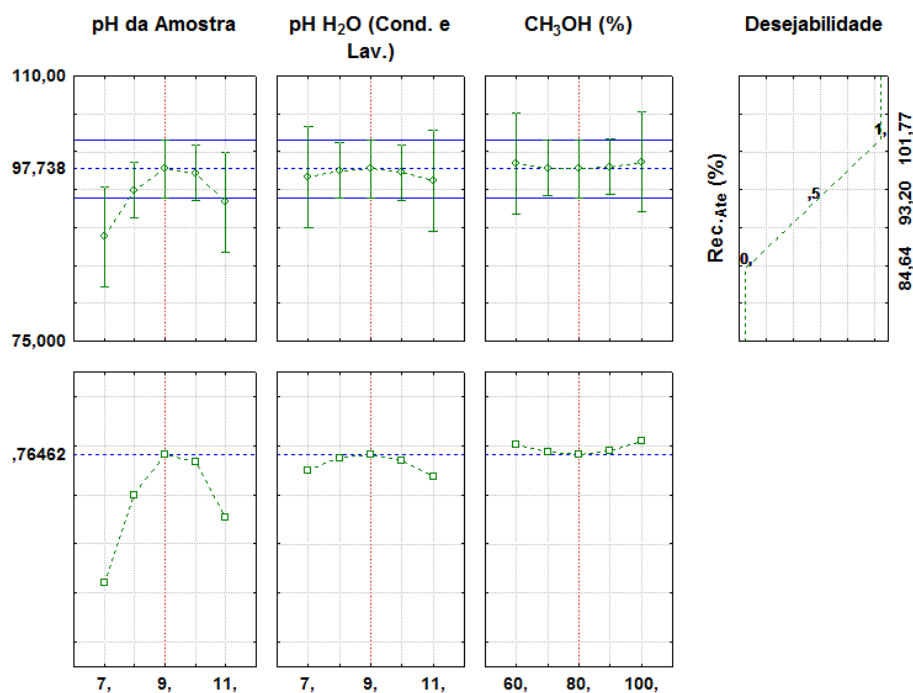 pH da Amostra
pH H₂O (Cond. e
Lav.)
CH₃OH (%)
Desejabilidade
110,00
97,738
75,000
1,
,5
0,
Rec.Ate (%)
101,77
93,20
84,64
,76462
7, 9, 11,
7, 9, 11,
60, 80, 100,